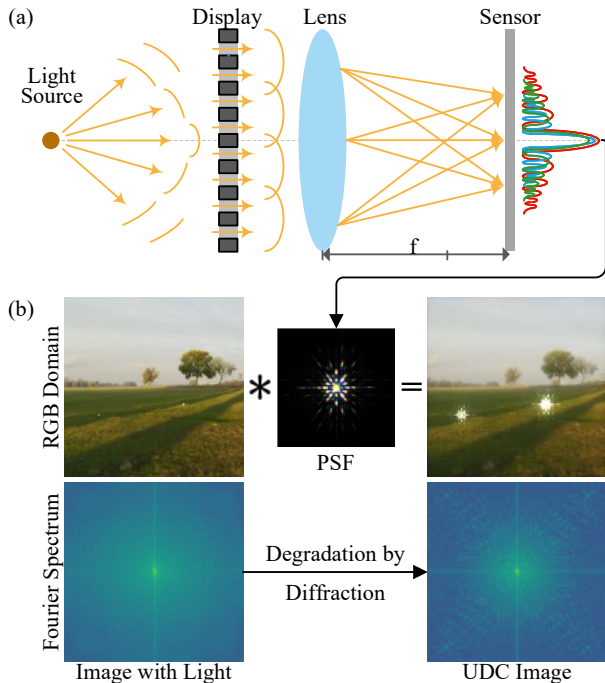 (a)
Display
Lens
Sensor
Light
Source
f
(b)
RGB Domain
*
=
PSF
Fourier Spectrum
Degradation by
Diffraction
Image with Light
UDC Image